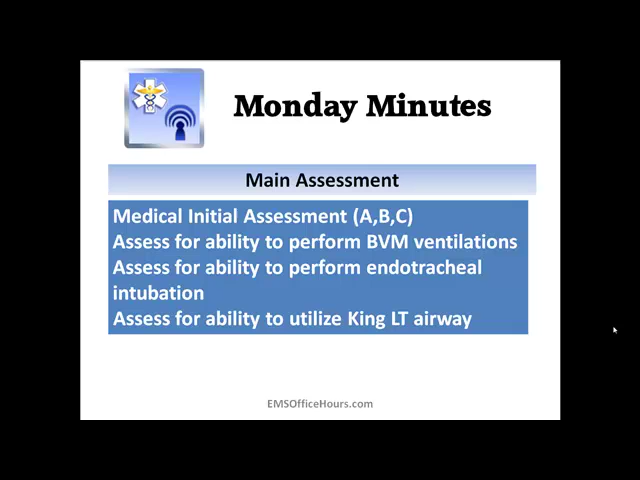 Monday Minutes
Main Assessment
Medical Initial Assessment (A,B,C)
Assess for ability to perform BVM ventilations
Assess for ability to perform endotracheal
intubation
Assess for ability to utilize King LT airway
EMSOfficeHours.com